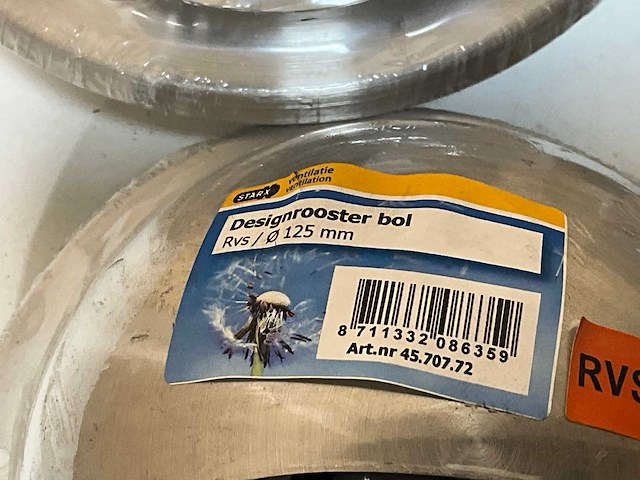 STARX
ventilatie
ventilation
Designrooster bol
Rvs / Ø 125 mm
8 711332 086359
Art.nr 45.707.72
RVS